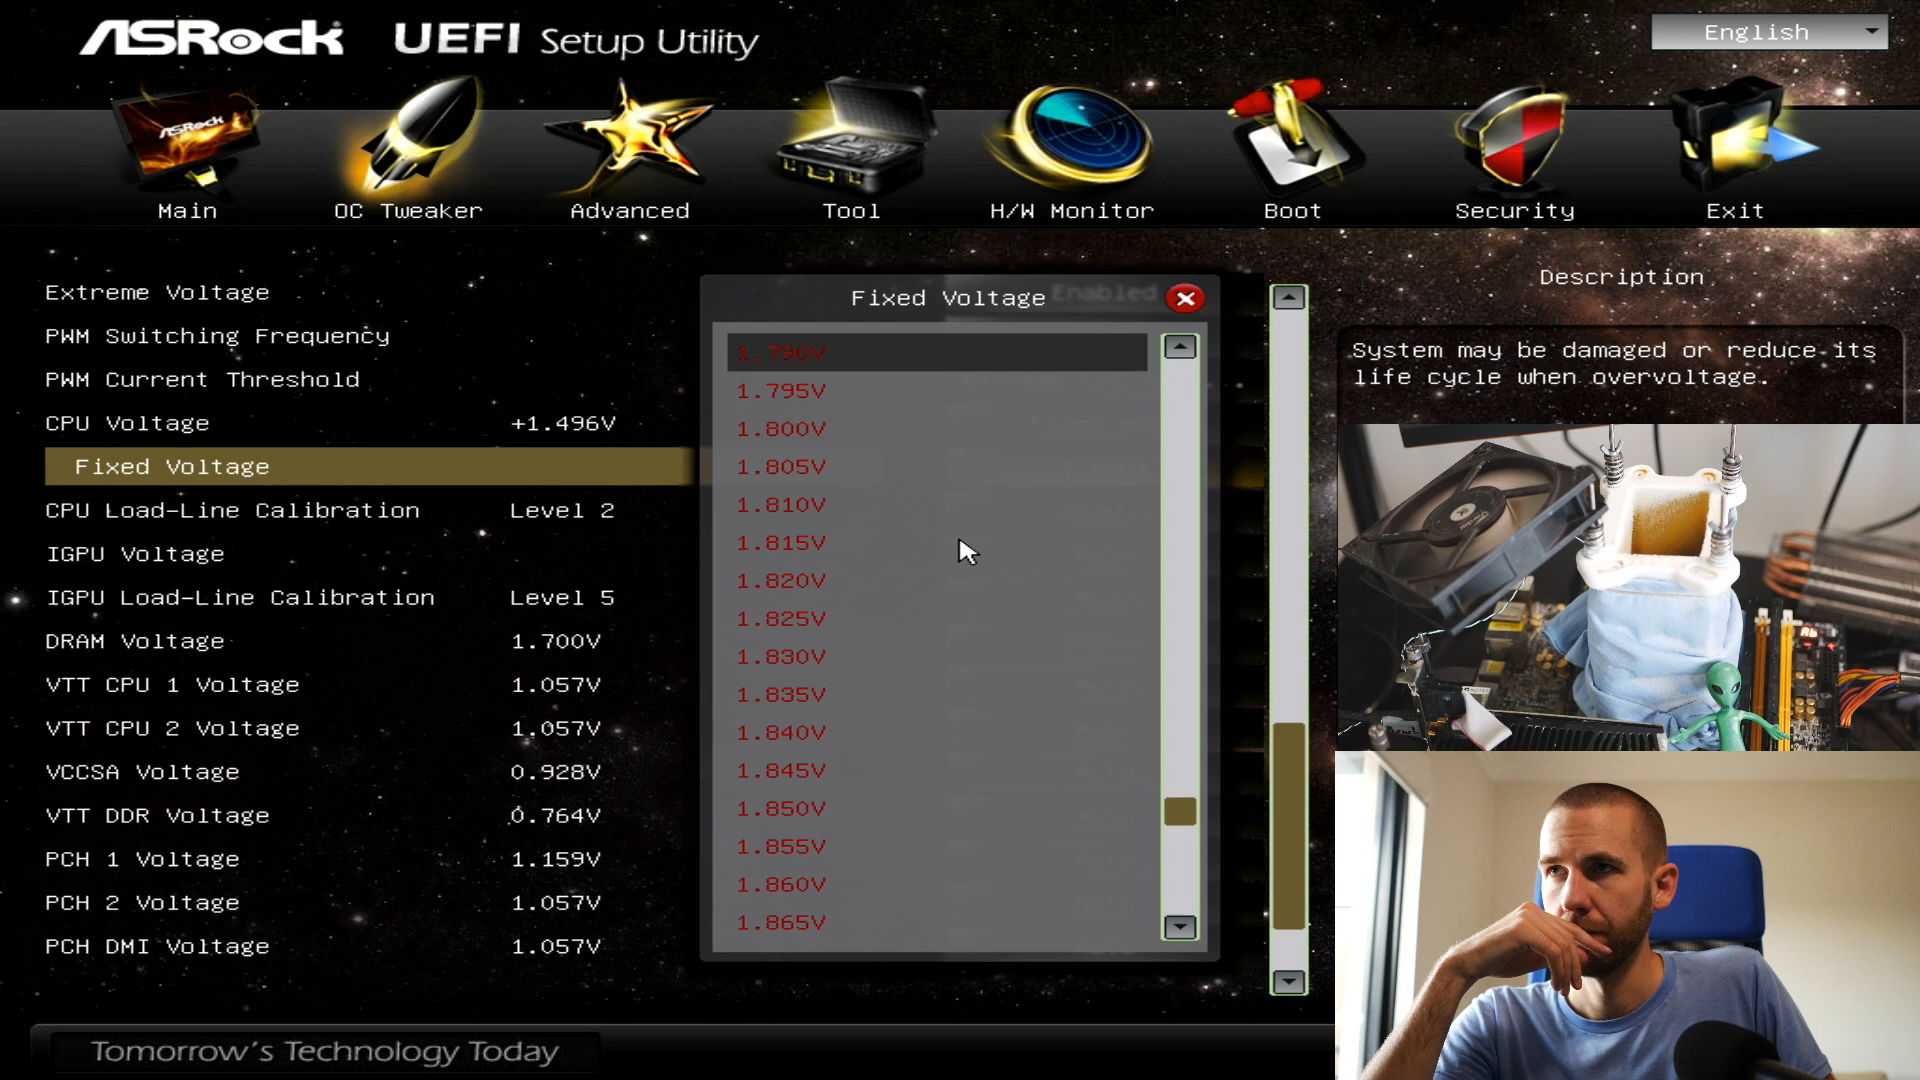 ASRock UEFI Setup Utility
English
ASRock
Main OC Tweaker Advanced Tool H/W Monitor Boot Security Exit
Extreme Voltage
PWM Switching Frequency
PWM Current Threshold
CPU Voltage +1.496V
Fixed Voltage
CPU Load-Line Calibration Level 2
IGPU Voltage
IGPU Load-Line Calibration Level 5
DRAM Voltage 1.700V
VTT CPU 1 Voltage 1.057V
VTT CPU 2 Voltage 1.057V
VCCSA Voltage 0.928V
VTT DDR Voltage 0.764V
PCH 1 Voltage 1.159V
PCH 2 Voltage 1.057V
PCH DMI Voltage 1.057V
Fixed Voltage
Enabled
1.790V
1.795V
1.800V
1.805V
1.810V
1.815V
1.820V
1.825V
1.830V
1.835V
1.840V
1.845V
1.850V
1.855V
1.860V
1.865V
Description
System may be damaged or reduce its
life cycle when overvoltage.
Tomorrow's Technology Today